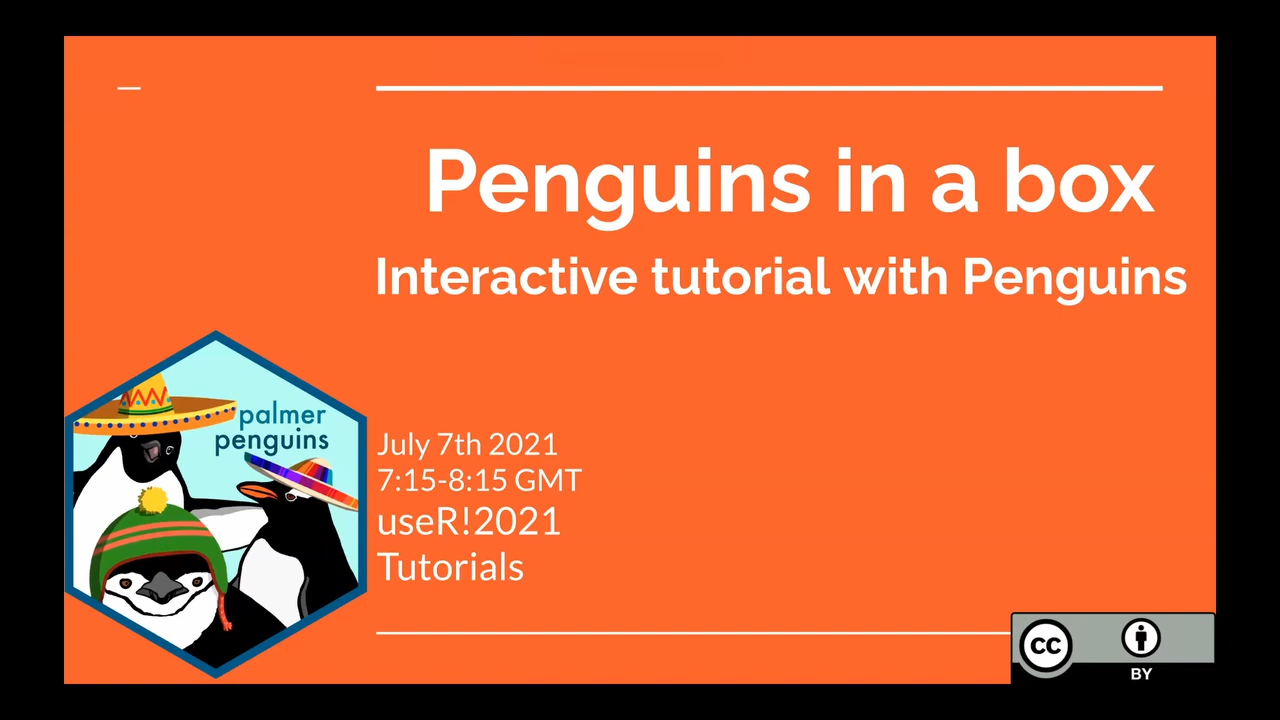 Penguins in a box
Interactive tutorial with Penguins
palmer
penguins
July 7th 2021
7:15-8:15 GMT
useR!2021
Tutorials
CC
BY